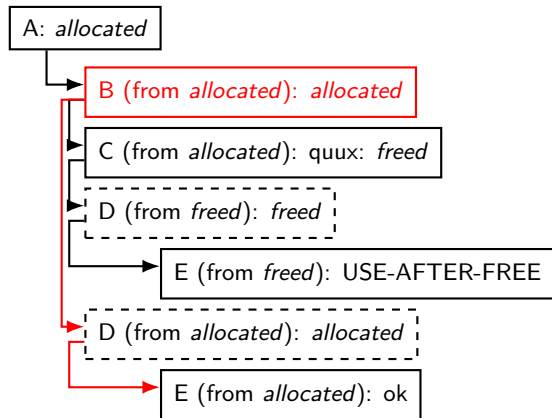 A: allocated
B (from allocated): allocated
C (from allocated): quux: freed
D (from freed): freed
E (from freed): USE-AFTER-FREE
D (from allocated): allocated
E (from allocated): ok